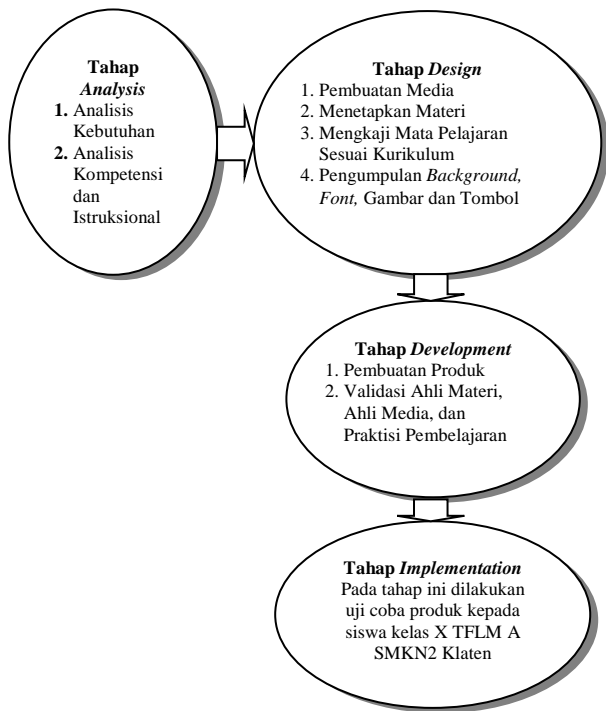 Tahap
Analysis
1. Analisis
Kebutuhan
2. Analisis
Kompetensi
dan
Istruksional
Tahap Design
1. Pembuatan Media
2. Menetapkan Materi
3. Mengkaji Mata Pelajaran
Sesuai Kurikulum
4. Pengumpulan Background,
Font, Gambar dan Tombol
Tahap Development
1. Pembuatan Produk
2. Validasi Ahli Materi,
Ahli Media, dan
Praktisi Pembelajaran
Tahap Implementation
Pada tahap ini dilakukan
uji coba produk kepada
siswa kelas X TFLM A
SMKN2 Klaten